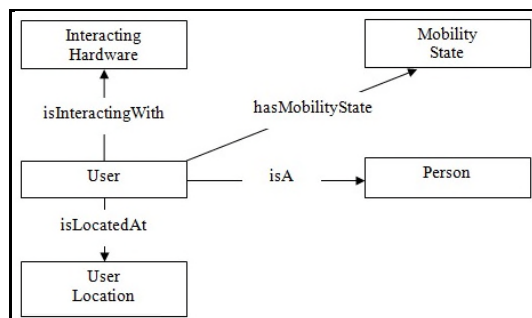 Interacting
Hardware
Mobility
State
isInteractingWith
hasMobilityState
User
isA
Person
isLocatedAt
User
Location